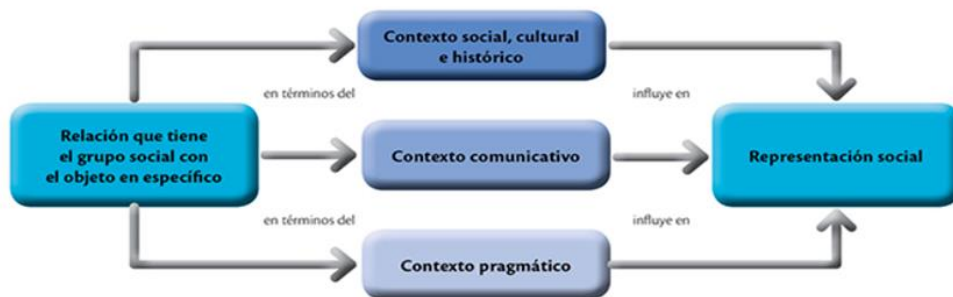 Contexto social, cultural
e histórico
en términos del
influye en
Relación que tiene
el grupo social con
el objeto en específico
Contexto comunicativo
Representación social
en términos del
influye en
Contexto pragmático